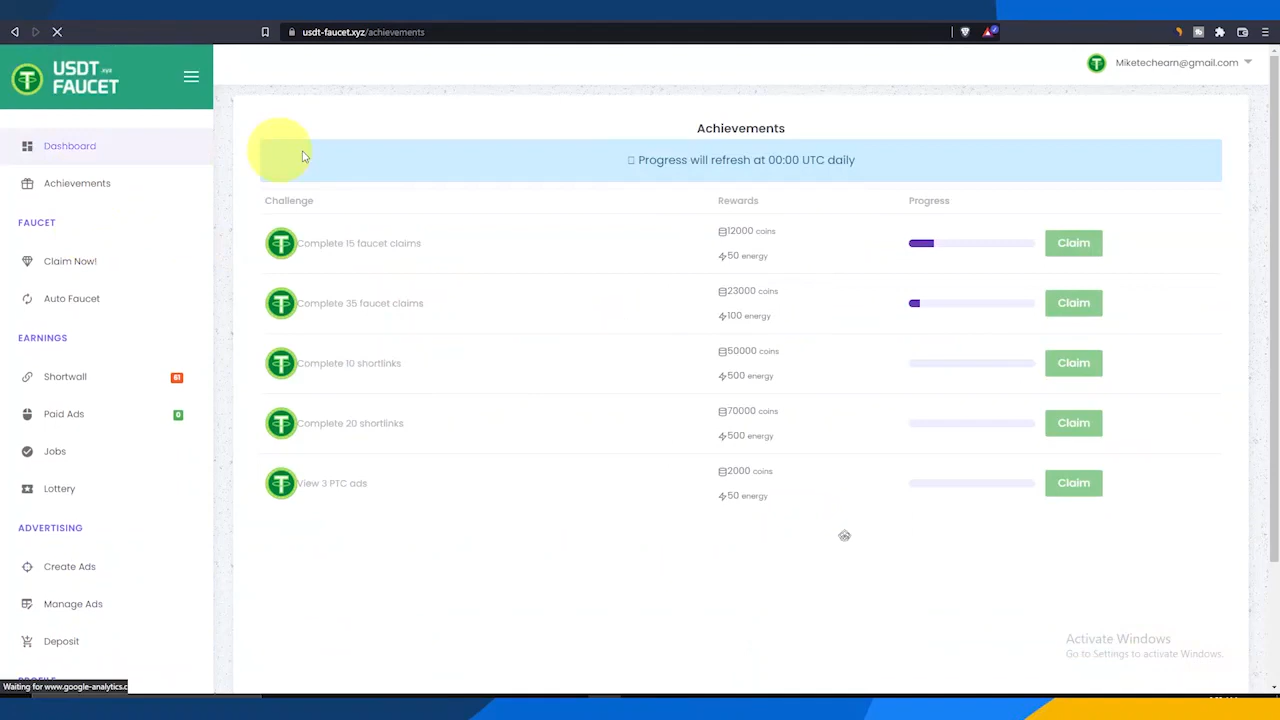 usdt-faucet.xyz/achievements
USDT .xyz
FAUCET
Miketechearn@gmail.com
Dashboard
Achievements
FAUCET
Claim Now!
Auto Faucet
EARNINGS
Shortwall 61
Paid Ads 0
Jobs
Lottery
ADVERTISING
Create Ads
Manage Ads
Deposit
PROFILE
Waiting for www.google-analytics.c
Achievements
Progress will refresh at 00:00 UTC daily
Challenge Rewards Progress
Complete 15 faucet claims 12000 coins Claim
50 energy
Complete 35 faucet claims 23000 coins Claim
100 energy
Complete 10 shortlinks 50000 coins Claim
500 energy
Complete 20 shortlinks 70000 coins Claim
500 energy
View 3 PTC ads 2000 coins Claim
50 energy
Activate Windows
Go to Settings to activate Windows.